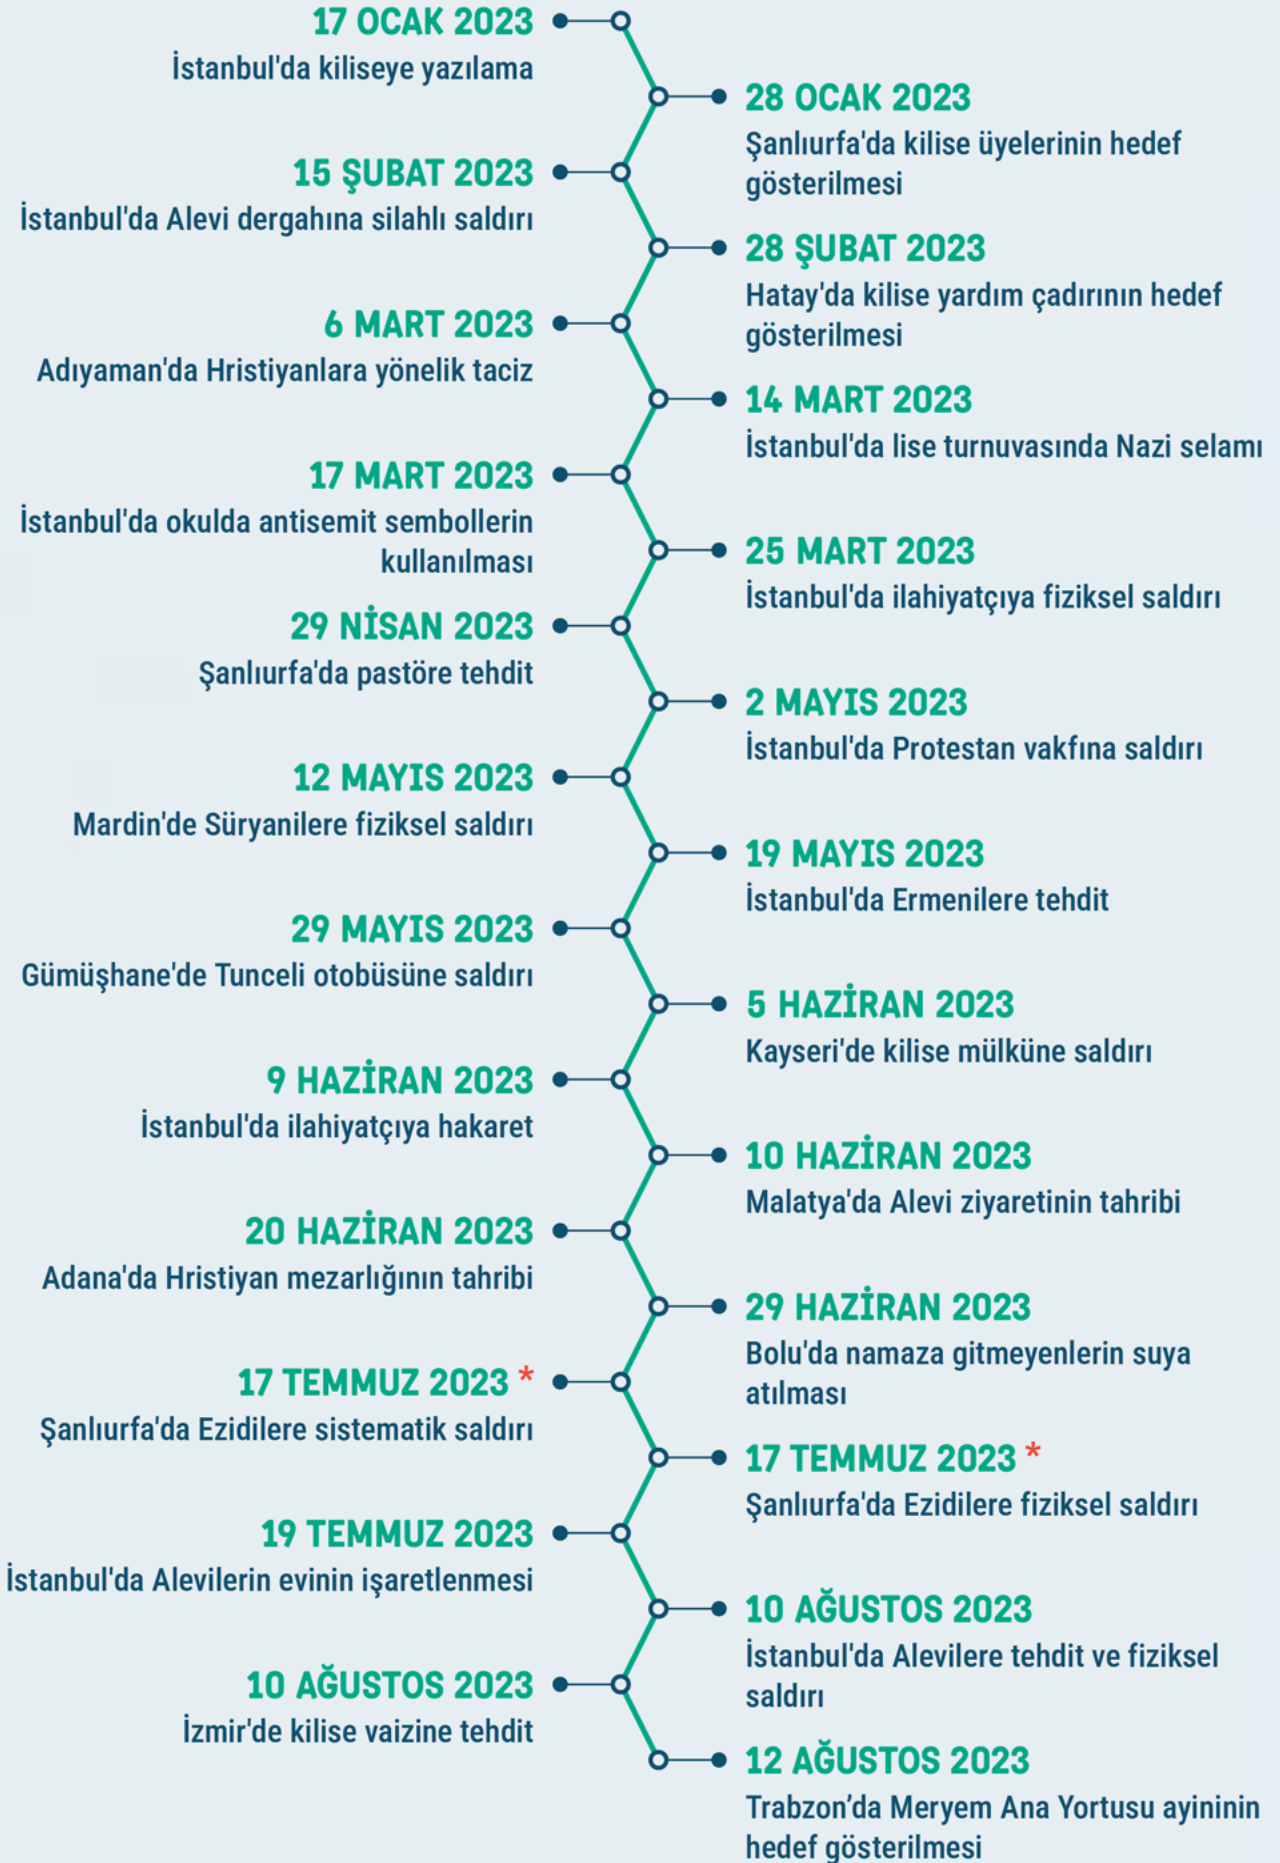 17 OCAK 2023
İstanbul'da kiliseye yazılama
28 OCAK 2023
Şanlıurfa'da kilise üyelerinin hedef
gösterilmesi
15 ŞUBAT 2023
İstanbul'da Alevi dergahına silahlı saldırı
28 ŞUBAT 2023
Hatay'da kilise yardım çadırının hedef
gösterilmesi
6 MART 2023
Adıyaman'da Hristiyanlara yönelik taciz
14 MART 2023
İstanbul'da lise turnuvasında Nazi selamı
17 MART 2023
İstanbul'da okulda antisemit sembollerin
kullanılması
25 MART 2023
İstanbul'da ilahiyatçıya fiziksel saldırı
29 NİSAN 2023
Şanlıurfa'da pastöre tehdit
2 MAYIS 2023
İstanbul'da Protestan vakfına saldırı
12 MAYIS 2023
Mardin'de Süryanilere fiziksel saldırı
19 MAYIS 2023
İstanbul'da Ermenilere tehdit
29 MAYIS 2023
Gümüşhane'de Tunceli otobüsüne saldırı
5 HAZİRAN 2023
Kayseri'de kilise mülküne saldırı
9 HAZİRAN 2023
İstanbul'da ilahiyatçıya hakaret
10 HAZİRAN 2023
Malatya'da Alevi ziyaretinin tahribi
20 HAZİRAN 2023
Adana'da Hristiyan mezarlığının tahribi
29 HAZİRAN 2023
Bolu'da namaza gitmeyenlerin suya
atılması
17 TEMMUZ 2023 *
Şanlıurfa'da Ezidilere sistematik saldırı
17 TEMMUZ 2023 *
Şanlıurfa'da Ezidilere fiziksel saldırı
19 TEMMUZ 2023
İstanbul'da Alevilerin evinin işaretlenmesi
10 AĞUSTOS 2023
İstanbul'da Alevilere tehdit ve fiziksel
saldırı
10 AĞUSTOS 2023
İzmir'de kilise vaizine tehdit
12 AĞUSTOS 2023
Trabzon’da Meryem Ana Yortusu ayininin
hedef gösterilmesi